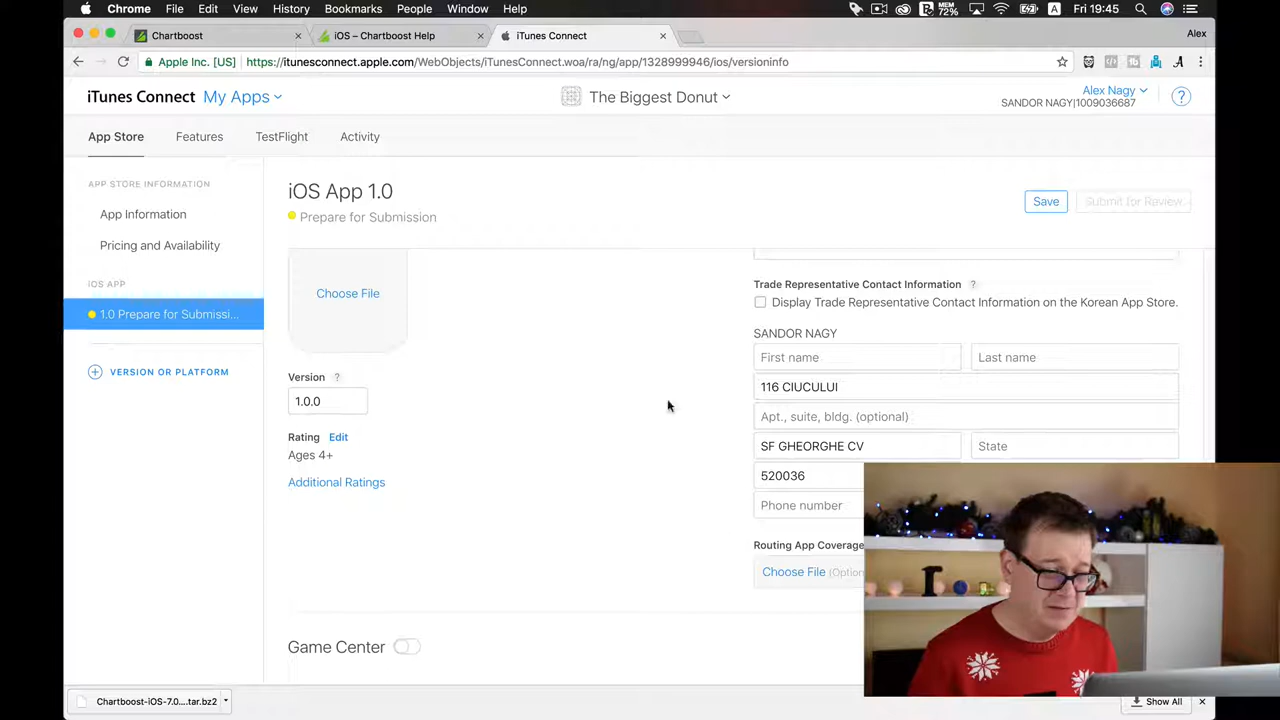 Chrome File Edit View History Bookmarks People Window Help MEM 72% A Fri 19:45
Chartboost iOS – Chartboost Help iTunes Connect Alex
Apple Inc. [US] https://itunesconnect.apple.com/WebObjects/iTunesConnect.woa/ra/ng/app/1328999946/ios/versioninfo
iTunes Connect My Apps The Biggest Donut Alex Nagy ?
SANDOR NAGY|1009036687
App Store Features TestFlight Activity
APP STORE INFORMATION
App Information
Pricing and Availability
IOS APP
1.0 Prepare for Submissi...
VERSION OR PLATFORM
iOS App 1.0
Prepare for Submission
Save Submit for Review
Choose File
Version ?
1.0.0
Rating Edit
Ages 4+
Additional Ratings
Trade Representative Contact Information ?
Display Trade Representative Contact Information on the Korean App Store.
SANDOR NAGY
First name Last name
116 CIUCULUI
Apt., suite, bldg. (optional)
SF GHEORGHE CV State
520036
Phone number
Routing App Coverage
Choose File (Option
Game Center
Chartboost-iOS-7.0....tar.bz2 Show All